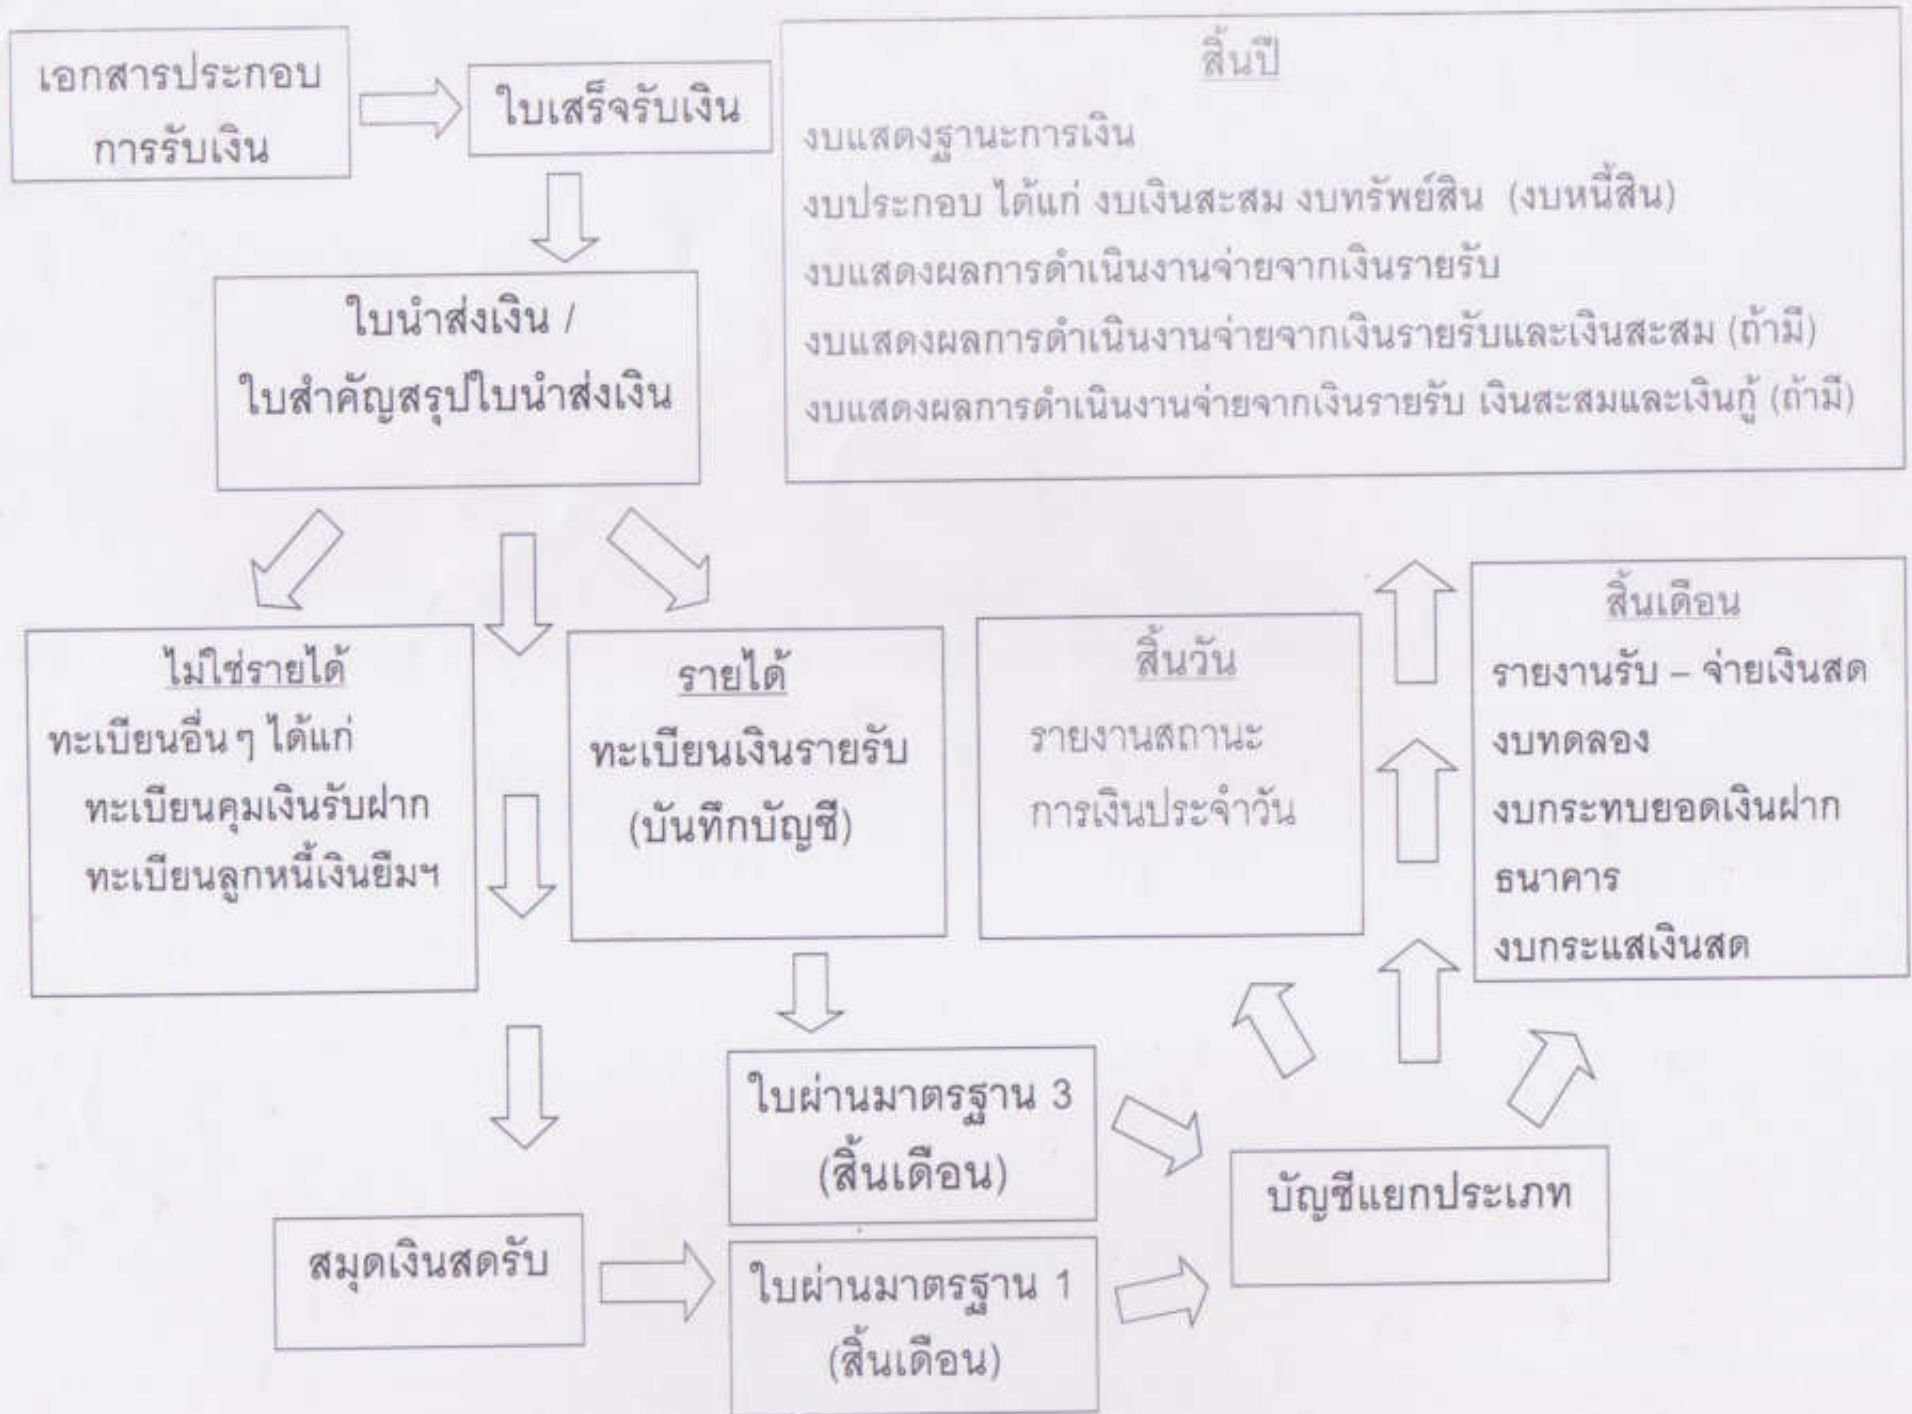 เอกสารประกอบ
การรับเงิน
ใบเสร็จรับเงิน
สิ้นปี
งบแสดงฐานะการเงิน
งบประกอบ ได้แก่ งบเงินสะสม งบทรัพย์สิน (งบหนี้สิน)
งบแสดงผลการดำเนินงานจ่ายจากเงินรายรับ
งบแสดงผลการดำเนินงานจ่ายจากเงินรายรับและเงินสะสม (ถ้ามี)
งบแสดงผลการดำเนินงานจ่ายจากเงินรายรับ เงินสะสมและเงินกู้ (ถ้ามี)
ใบนำส่งเงิน /
ใบสำคัญสรุปใบนำส่งเงิน
ไม่ใช่รายได้
ทะเบียนอื่น ๆ ได้แก่
ทะเบียนคุมเงินรับฝาก
ทะเบียนลูกหนี้เงินยืมฯ
รายได้
ทะเบียนเงินรายรับ
(บันทึกบัญชี)
สิ้นวัน
รายงานสถานะ
การเงินประจำวัน
สิ้นเดือน
รายงานรับ – จ่ายเงินสด
งบทดลอง
งบกระทบยอดเงินฝาก
ธนาคาร
งบกระแสเงินสด
ใบผ่านมาตรฐาน 3
(สิ้นเดือน)
บัญชีแยกประเภท
สมุดเงินสดรับ
ใบผ่านมาตรฐาน 1
(สิ้นเดือน)